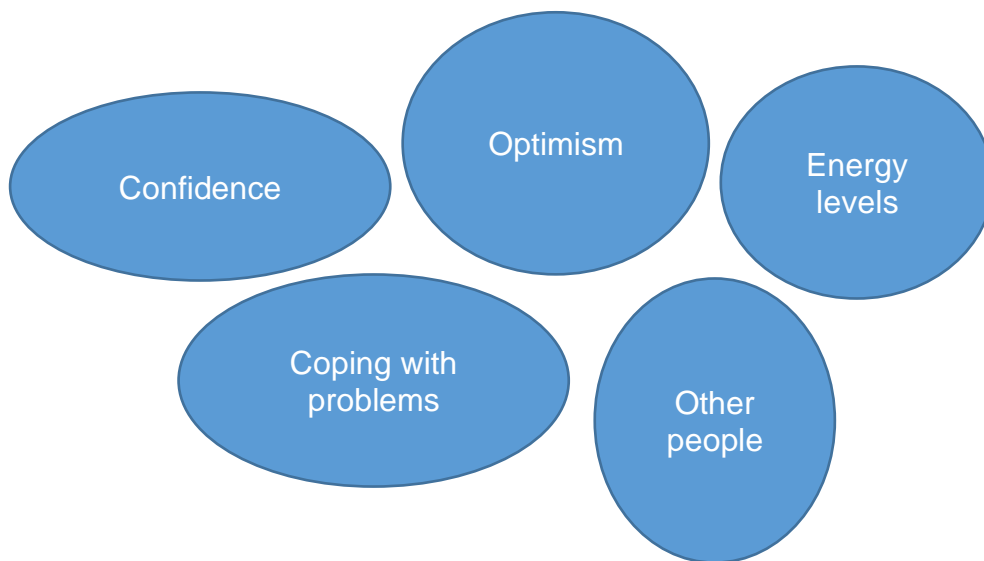 Confidence
Optimism
Energy
levels
Coping with
problems
Other
people